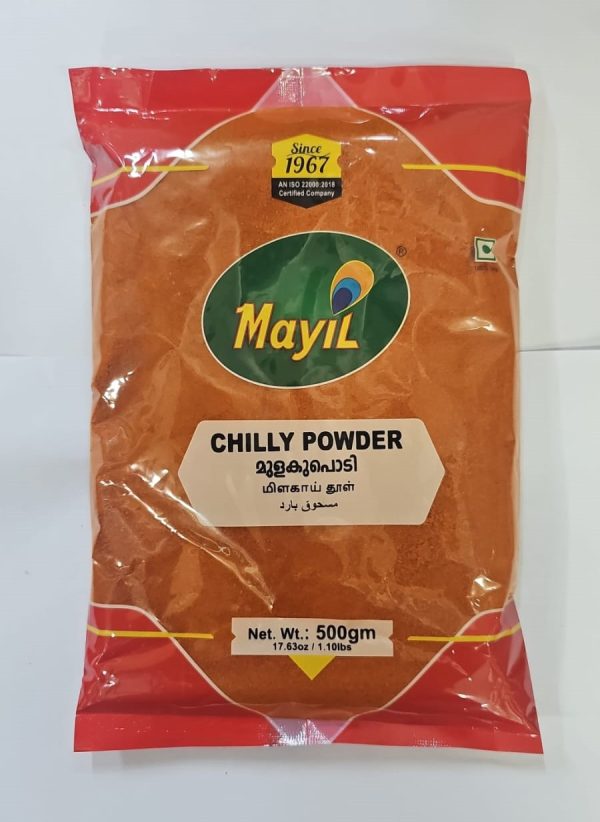 Since
1967
AN ISO 22000:2018
Certified Company
MayiL
®
CHILLY POWDER
മുളകുപൊടി
மிளகாய் தூள்
مسحوق بارد
Net. Wt.: 500gm
17.63oz / 1.10lbs